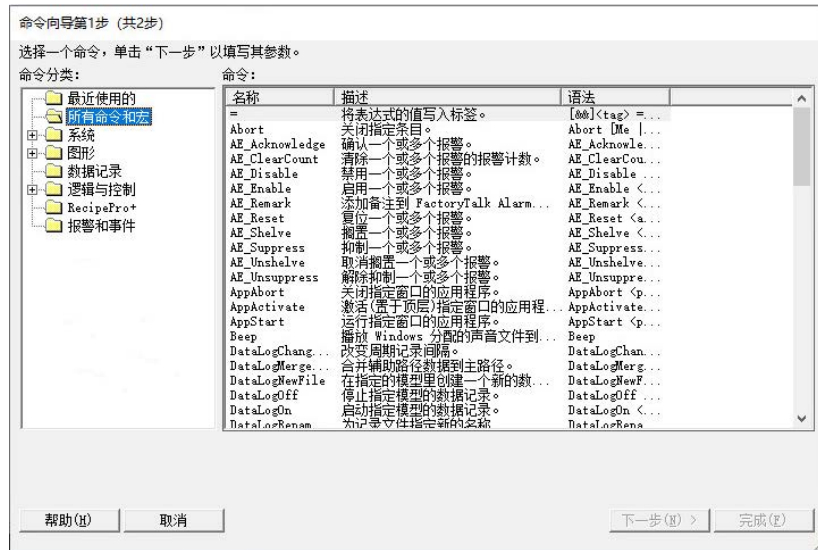 命令向导第1步（共2步）
选择一个命令，单击“下一步”以填写其参数。
命令分类：
命令：
最近使用的
所有命令和宏
系统
图形
数据记录
逻辑与控制
RecipePro+
报警和事件
名称 描述 语法
= 将表达式的值写入标签。 [&&]<tag> =...
Abort 关闭指定条目。 Abort [Me |...
AE_Acknowledge 确认一个或多个报警。 AE_Acknowle...
AE_ClearCount 清除一个或多个报警的报警计数。 AE_ClearCou...
AE_Disable 禁用一个或多个报警。 AE_Disable ...
AE_Enable 启用一个或多个报警。 AE_Enable <...
AE_Remark 添加备注到 FactoryTalk Alarm... AE_Remark <...
AE_Reset 复位一个或多个报警。 AE_Reset <a...
AE_Shelve 搁置一个或多个报警。 AE_Shelve <...
AE_Suppress 抑制一个或多个报警。 AE_Suppress...
AE_Unshelve 取消搁置一个或多个报警。 AE_Unshelve...
AE_Unsuppress 解除抑制一个或多个报警。 AE_Unsuppre...
AppAbort 关闭指定窗口的应用程序。 AppAbort <p...
AppActivate 激活(置于顶层)指定窗口的应用程... AppActivate...
AppStart 运行指定窗口的应用程序。 AppStart <p...
Beep 播放 Windows 分配的声音文件到... Beep
DataLogChang... 改变周期记录间隔。 DataLogChan...
DataLogMerge... 合并辅助路径数据到主路径。 DataLogMerg...
DataLogNewFile 在指定的模型里创建一个新的数... DataLogNewF...
DataLogOff 停止指定模型的数据记录。 DataLogOff ...
DataLogOn 启动指定模型的数据记录。 DataLogOn <...
DataLogRenam 为记录文件指定新的名称 DataLogRena
帮助(H) 取消 下一步(N) > 完成(F)